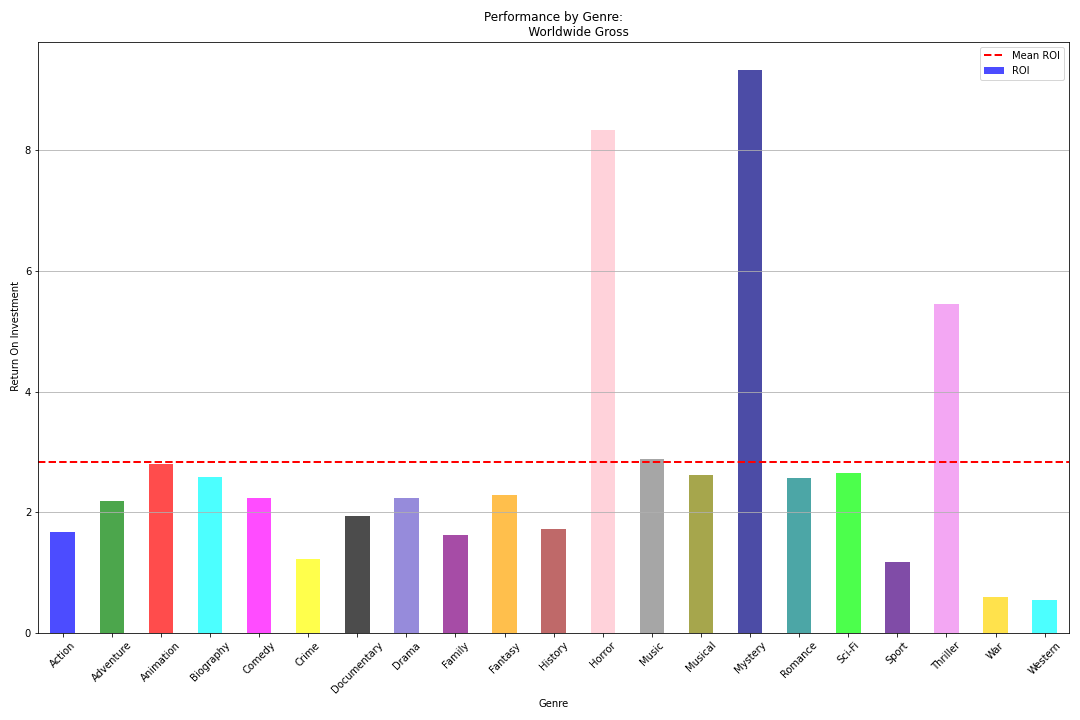 Performance by Genre:
Worldwide Gross
Mean ROI
ROI
Return On Investment
8
6
4
2
0
Action
Adventure
Animation
Biography
Comedy
Crime
Documentary
Drama
Family
Fantasy
History
Horror
Music
Musical
Mystery
Romance
Sci-Fi
Sport
Thriller
War
Western
Genre